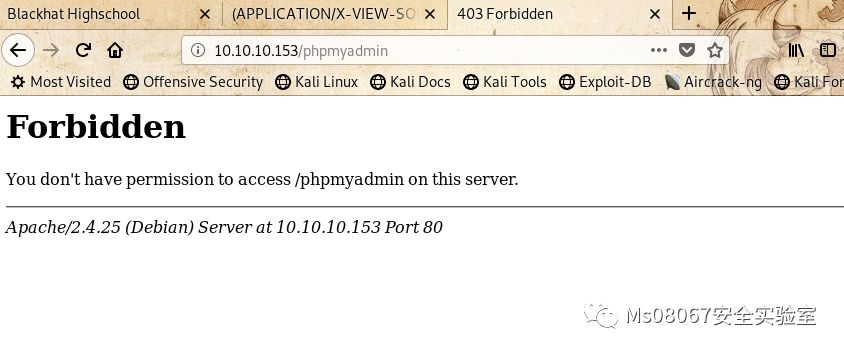 Blackhat Highschool
(APPLICATION/X-VIEW-SO
403 Forbidden
10.10.10.153/phpmyadmin
Most Visited Offensive Security Kali Linux Kali Docs Kali Tools Exploit-DB Aircrack-ng Kali For
Forbidden
You don't have permission to access /phpmyadmin on this server.
Apache/2.4.25 (Debian) Server at 10.10.10.153 Port 80
Ms08067安全实验室